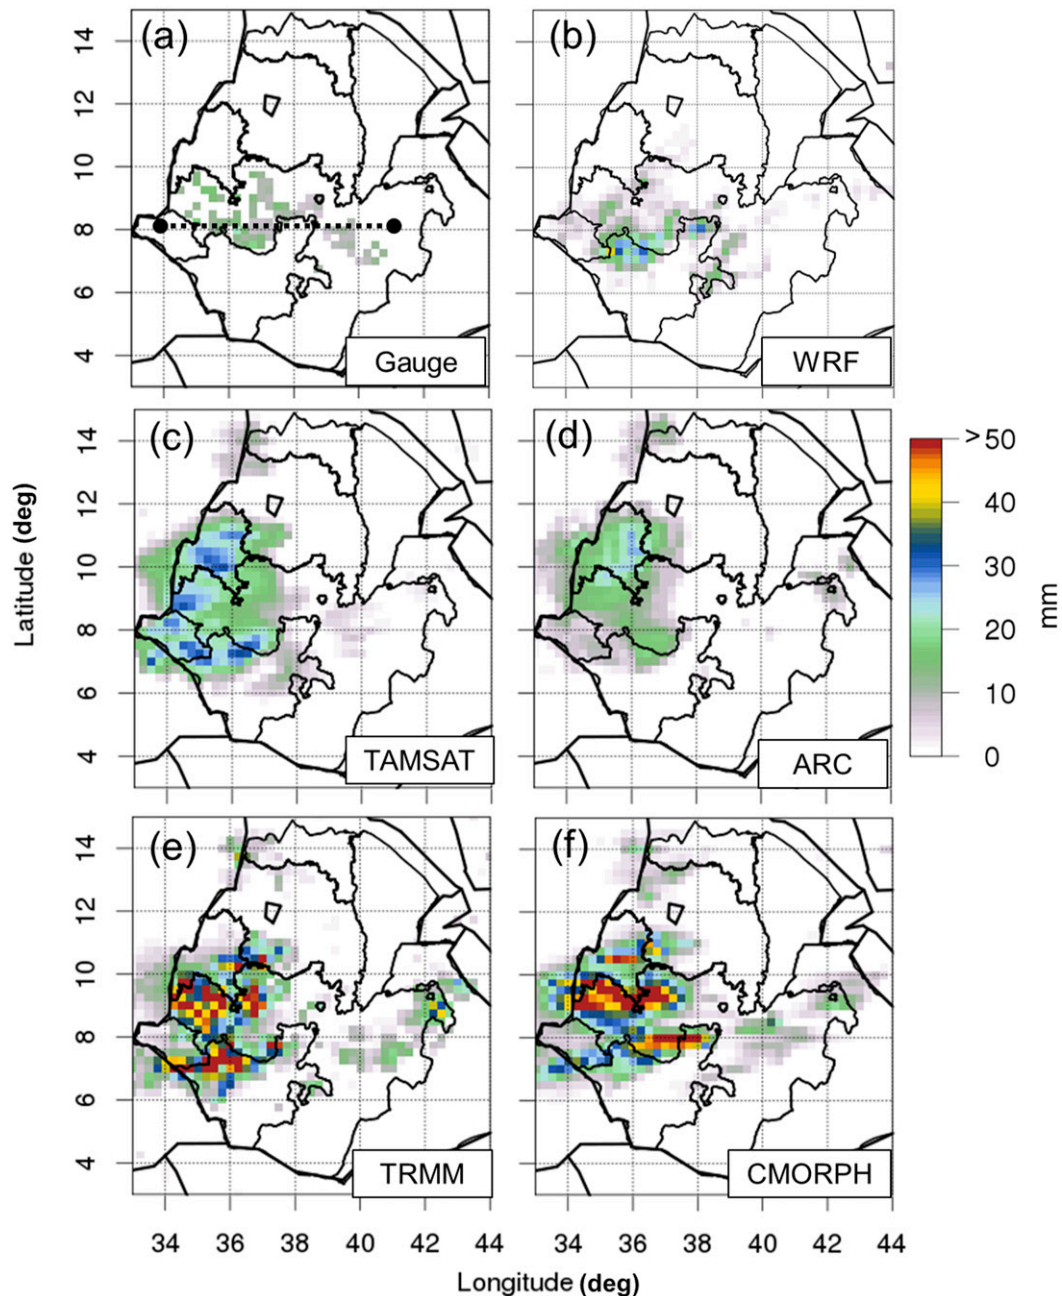 (a)
14
12
10
8
6
4
Gauge
(b)
WRF
(c)
14
12
10
8
6
4
TAMSAT
(d)
ARC
> 50
40
30
20
10
0
mm
Latitude (deg)
(e)
14
12
10
8
6
4
TRMM
34 36 38 40 42 44
(f)
CMORPH
34 36 38 40 42 44
Longitude (deg)